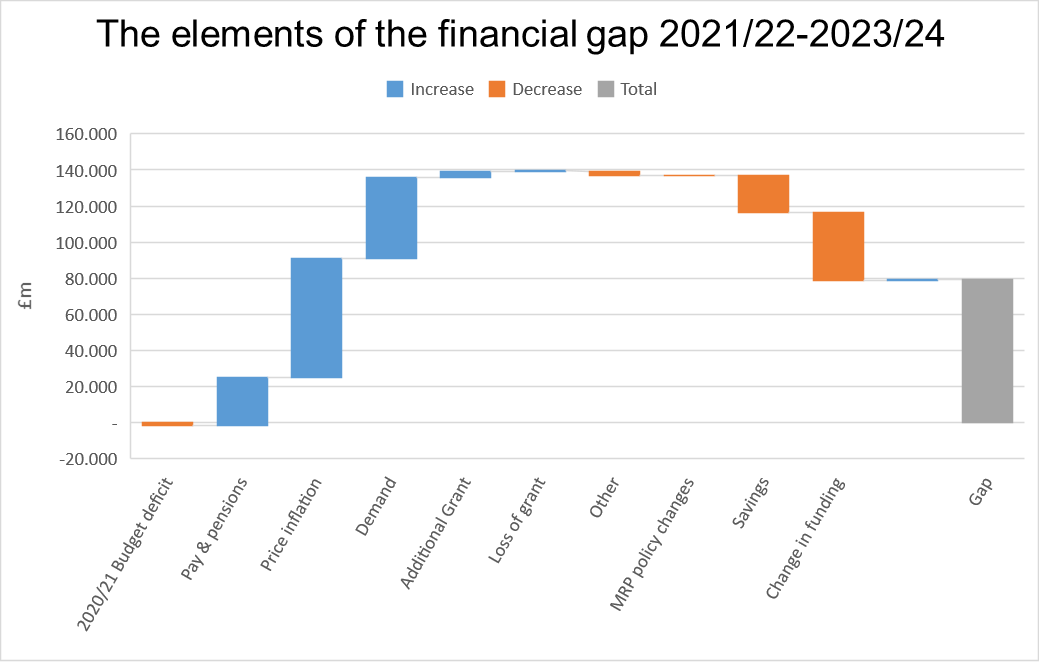 The elements of the financial gap 2021/22-2023/24
Increase Decrease Total
160.000
140.000
120.000
100.000
80.000
60.000
40.000
20.000
-
-20.000
£m
2020/21 Budget deficit
Pay & pensions
Price inflation
Demand
Additional Grant
Loss of grant
Other
MRP policy changes
Savings
Change in funding
Gap